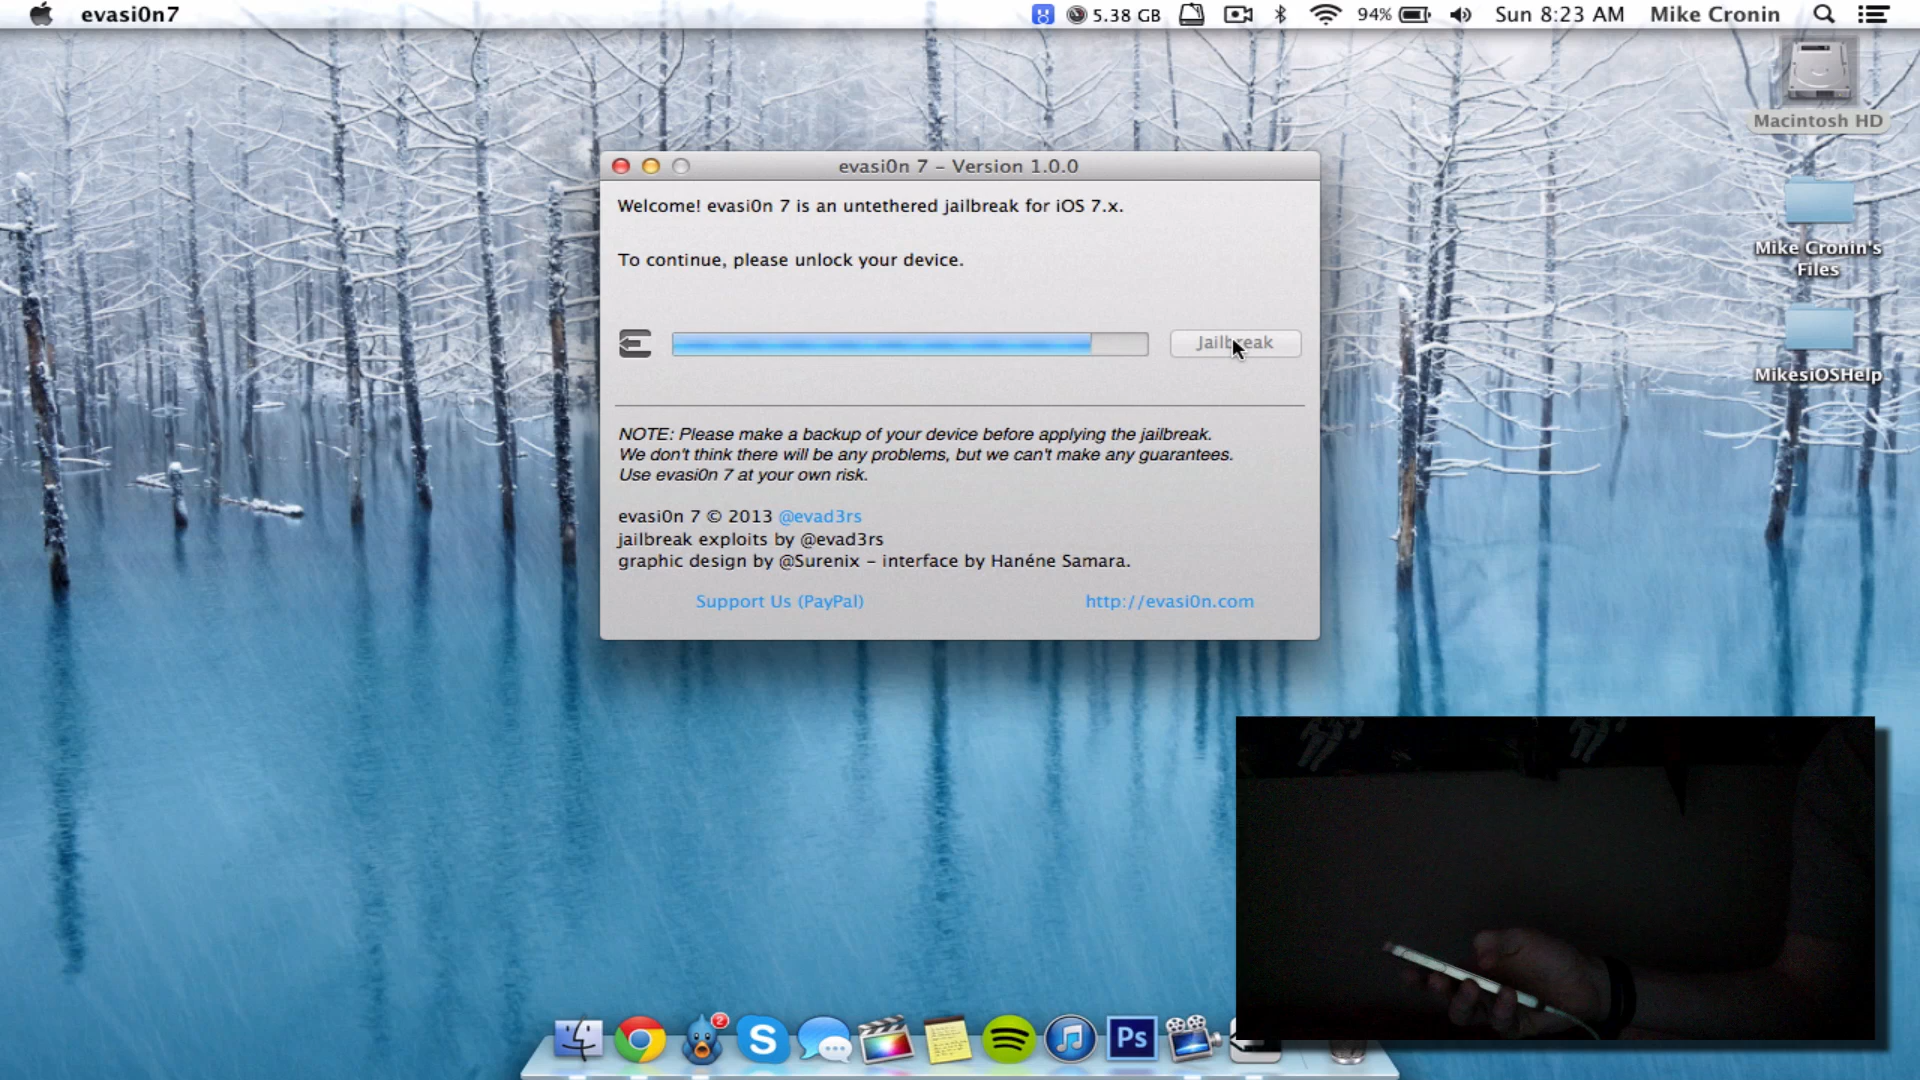 evasi0n7
5.38 GB
94%
Sun 8:23 AM
Mike Cronin
Macintosh HD
Mike Cronin's
Files
MikesiOSHelp
evasi0n 7 – Version 1.0.0
Welcome! evasi0n 7 is an untethered jailbreak for iOS 7.x.
To continue, please unlock your device.
Jailbreak
NOTE: Please make a backup of your device before applying the jailbreak.
We don't think there will be any problems, but we can't make any guarantees.
Use evasi0n 7 at your own risk.
evasi0n 7 © 2013 @evad3rs
jailbreak exploits by @evad3rs
graphic design by @Surenix – interface by Hanéne Samara.
Support Us (PayPal)
http://evasi0n.com
2
S
Ps